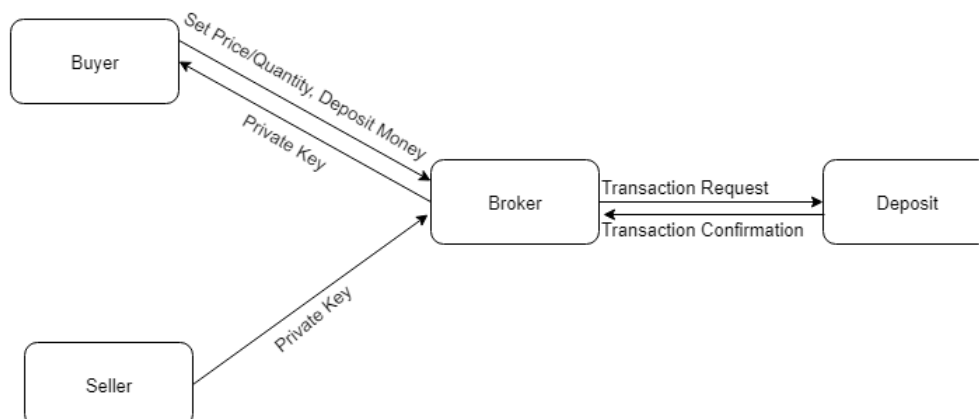 Buyer
Set Price/Quantity, Deposit Money
Private Key
Broker
Transaction Request
Transaction Confirmation
Deposit
Private Key
Seller